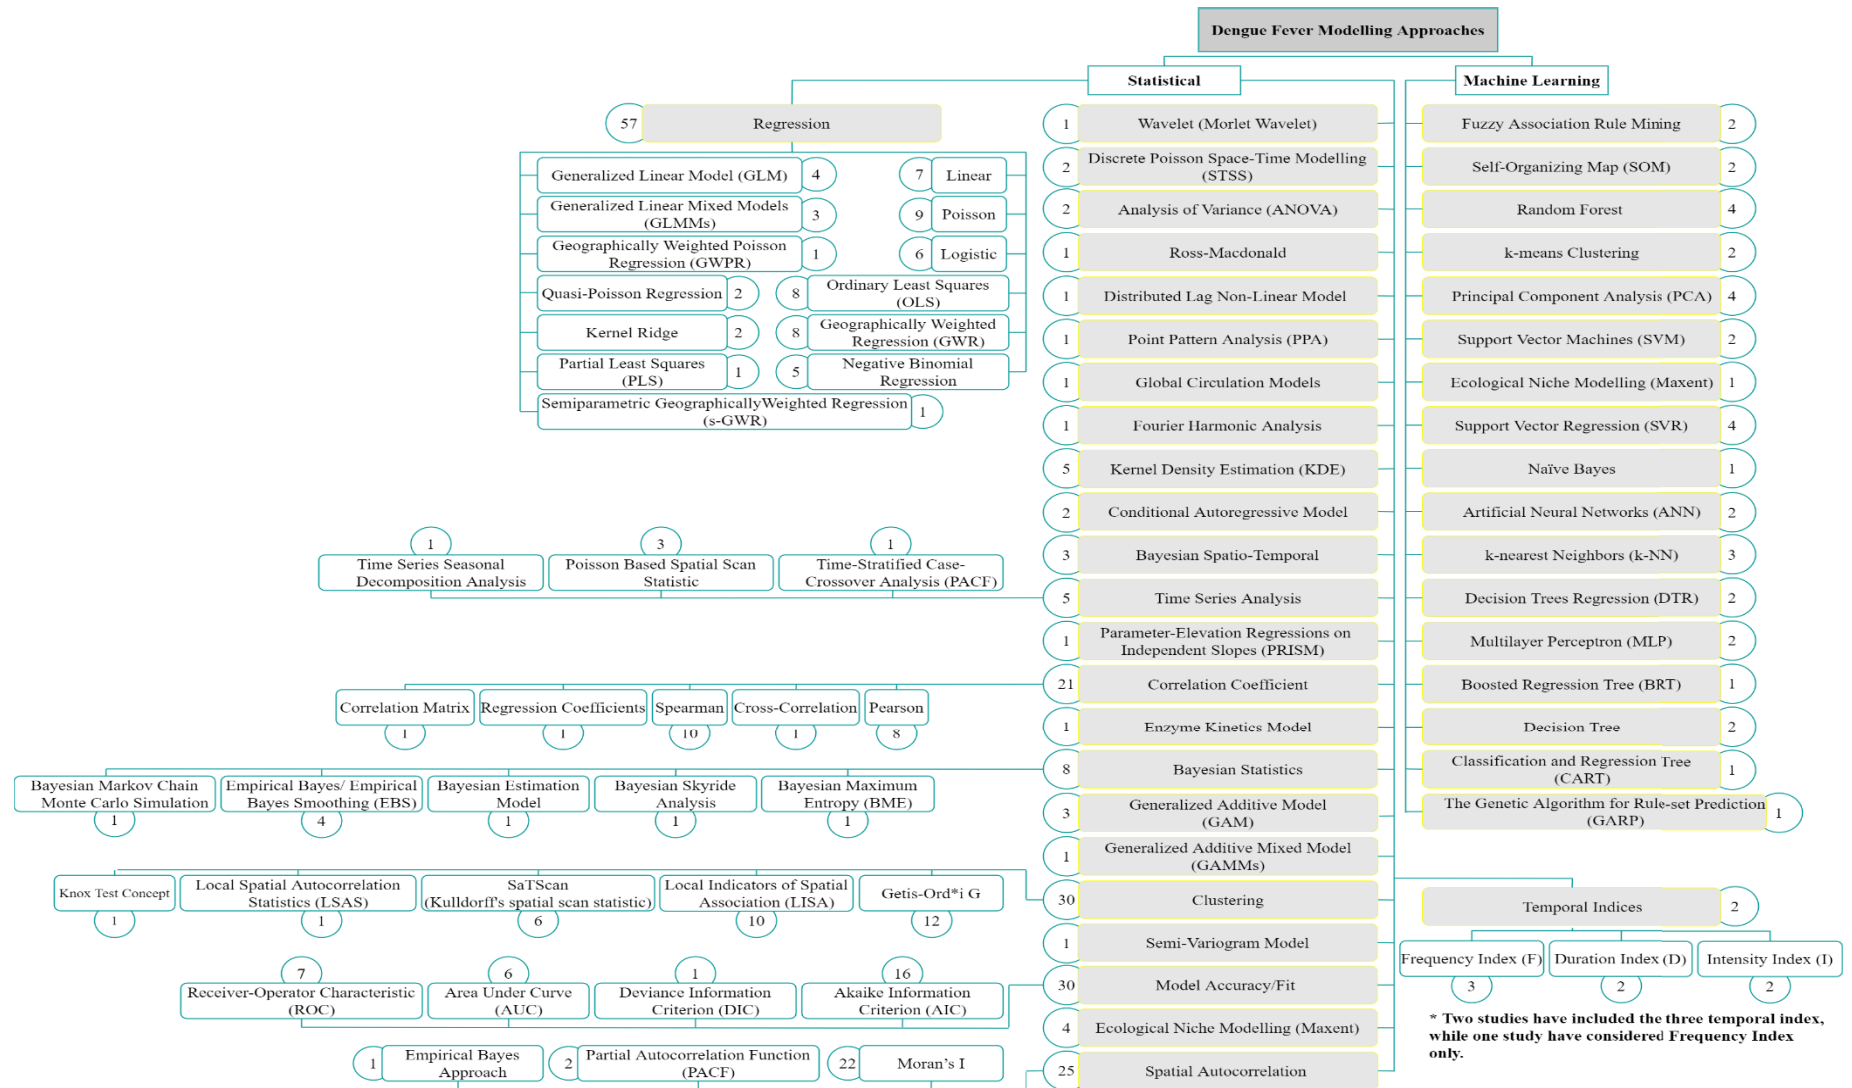 Dengue Fever Modelling Approaches
Statistical
Machine Learning
57
Regression
Generalized Linear Model (GLM)
4
Generalized Linear Mixed Models
(GLMMs)
3
Geographically Weighted Poisson
Regression (GWPR)
1
Quasi-Poisson Regression
2
Kernel Ridge
2
Partial Least Squares
(PLS)
1
Semiparametric GeographicallyWeighted Regression
(s-GWR)
1
7
Linear
9
Poisson
6
Logistic
8
Ordinary Least Squares
(OLS)
8
Geographically Weighted
Regression (GWR)
5
Negative Binomial
Regression
1
Wavelet (Morlet Wavelet)
2
Discrete Poisson Space-Time Modelling
(STSS)
2
Analysis of Variance (ANOVA)
1
Ross-Macdonald
1
Distributed Lag Non-Linear Model
1
Point Pattern Analysis (PPA)
1
Global Circulation Models
1
Fourier Harmonic Analysis
5
Kernel Density Estimation (KDE)
2
Conditional Autoregressive Model
3
Bayesian Spatio-Temporal
5
Time Series Analysis
1
Time Series Seasonal
Decomposition Analysis
3
Poisson Based Spatial Scan
Statistic
1
Time-Stratified Case-
Crossover Analysis (PACF)
1
Parameter-Elevation Regressions on
Independent Slopes (PRISM)
21
Correlation Coefficient
Correlation Matrix
1
Regression Coefficients
1
Spearman
10
Cross-Correlation
1
Pearson
8
1
Enzyme Kinetics Model
8
Bayesian Statistics
Bayesian Markov Chain
Monte Carlo Simulation
1
Empirical Bayes/ Empirical
Bayes Smoothing (EBS)
4
Bayesian Estimation
Model
1
Bayesian Skyride
Analysis
1
Bayesian Maximum
Entropy (BME)
1
3
Generalized Additive Model
(GAM)
1
Generalized Additive Mixed Model
(GAMMs)
30
Clustering
Knox Test Concept
1
Local Spatial Autocorrelation
Statistics (LSAS)
1
SaTScan
(Kulldorff's spatial scan statistic)
6
Local Indicators of Spatial
Association (LISA)
10
Getis-Ord*i G
12
1
Semi-Variogram Model
30
Model Accuracy/Fit
7
Receiver-Operator Characteristic
(ROC)
6
Area Under Curve
(AUC)
1
Deviance Information
Criterion (DIC)
16
Akaike Information
Criterion (AIC)
4
Ecological Niche Modelling (Maxent)
25
Spatial Autocorrelation
1
Empirical Bayes
Approach
2
Partial Autocorrelation Function
(PACF)
22
Moran's I
Fuzzy Association Rule Mining
2
Self-Organizing Map (SOM)
2
Random Forest
4
k-means Clustering
2
Principal Component Analysis (PCA)
4
Support Vector Machines (SVM)
2
Ecological Niche Modelling (Maxent)
1
Support Vector Regression (SVR)
4
Naïve Bayes
1
Artificial Neural Networks (ANN)
2
k-nearest Neighbors (k-NN)
3
Decision Trees Regression (DTR)
2
Multilayer Perceptron (MLP)
2
Boosted Regression Tree (BRT)
1
Decision Tree
2
Classification and Regression Tree
(CART)
1
The Genetic Algorithm for Rule-set Prediction
(GARP)
1
Temporal Indices
2
Frequency Index (F)
3
Duration Index (D)
2
Intensity Index (I)
2
* Two studies have included the three temporal index,
while one study have considered Frequency Index
only.